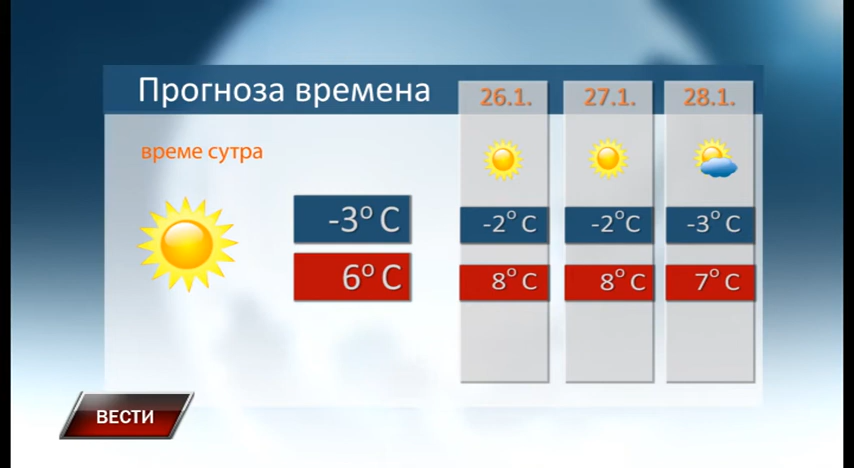 Прогноза времена
време сутра
-3° C
6° C
26.1.
-2° C
8° C
27.1.
-2°C
8° C
28.1.
-3° C
7° C
ВЕСТИ